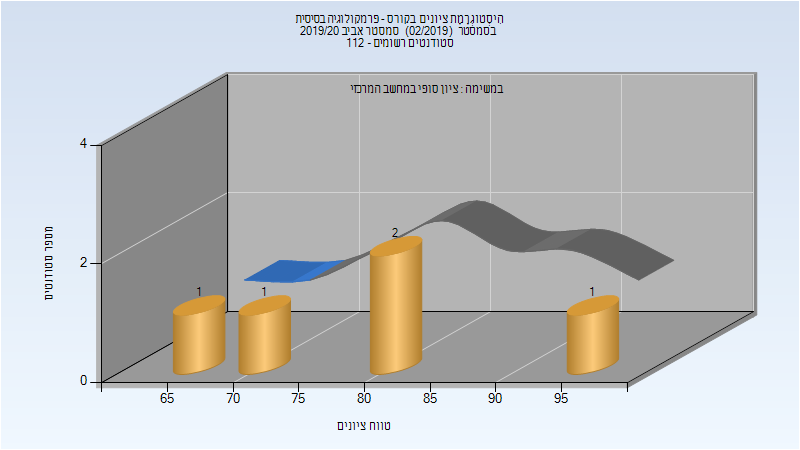 היסטוגרמת ציונים בקורס - פרמקולוגיה בסיסית
בסמסטר (02/2019) סמסטר אביב 2019/20
סטודנטים רשומים - 112
במשימה : ציון סופי במחשב המרכזי
4
2
0
מספר סטודנטים
1
1
2
1
65
70
75
80
85
90
95
טווח ציונים